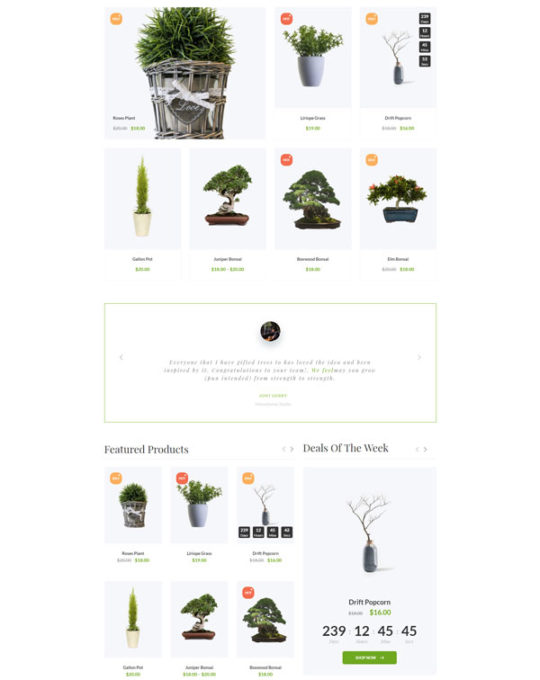 239
Days
12
Hours
45
Mins
Secs
Roses Plant
$20.00 $18.00
Liriope Grass
$19.00
Drift Popcorn
$18.00 $16.00
Gallon Pot
$20.00
Juniper Bonsai
$18.00 - $20.00
Boxwood Bonsai
$18.00
Elm Bonsai
$20.00 $18.00
Everyone that I have gifted trees to has loved the idea and been
inspired by it. Congratulations to your team!. We feelmay you grow
(pun intended) from strength to strength.
Featured Products
Deals Of The Week
239 12 45 45
Days Hours Mins Secs
Roses Plant
$20.00 $18.00
Liriope Grass
$19.00
Drift Popcorn
$18.00 $16.00
Gallon Pot
$20.00
Juniper Bonsai
$18.00 - $20.00
Boxwood Bonsai
$18.00
Drift Popcorn
$18.00 $16.00
239 12 45 45
Days Hours Mins Secs
SHOP NOW